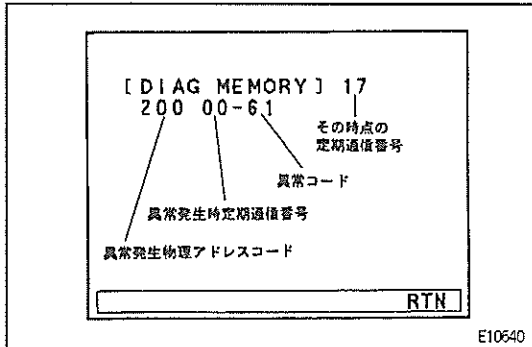 [DIAG MEMORY] 17
200 00-61
その時点の
定期通信番号
異常コード
異常発生時定期通信番号
異常発生物理アドレスコード
RTN
E10640